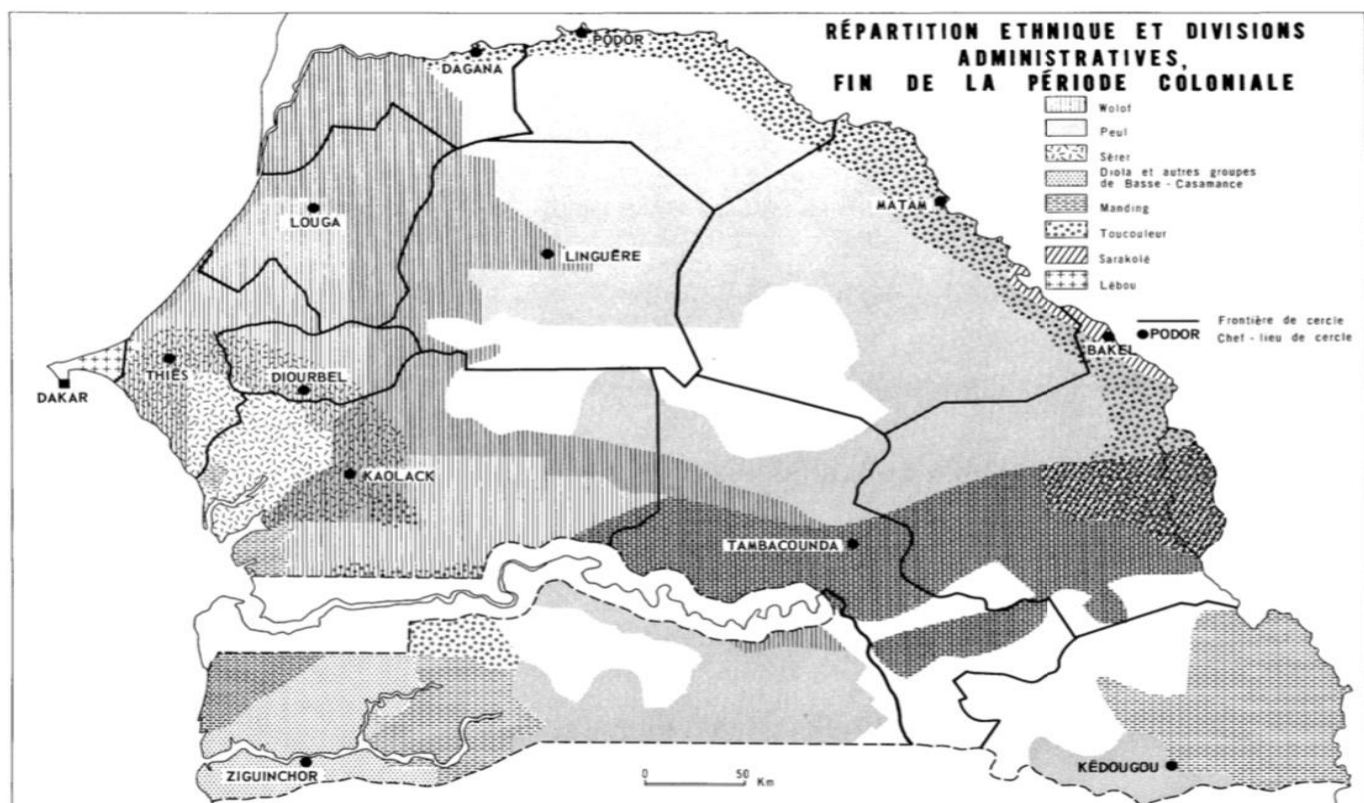 RÉPARTITION ETHNIQUE ET DIVISIONS
ADMINISTRATIVES,
FIN DE LA PÉRIODE COLONIALE
Wolof
Peul
Sérer
Diola et autres groupes
de Basse-Casamance
Manding
Toucouleur
Sarakolé
Lébou
Frontière de cercle
PODOR Chef-lieu de cercle
PODOR
DAGANA
MATAM
LOUGA
LINGUÈRE
BAKEL
THIÈS
DIOURBEL
DAKAR
KAOLACK
TAMBACOUNDA
ZIGUINCHOR
KÉDOUGOU
0 50
Km